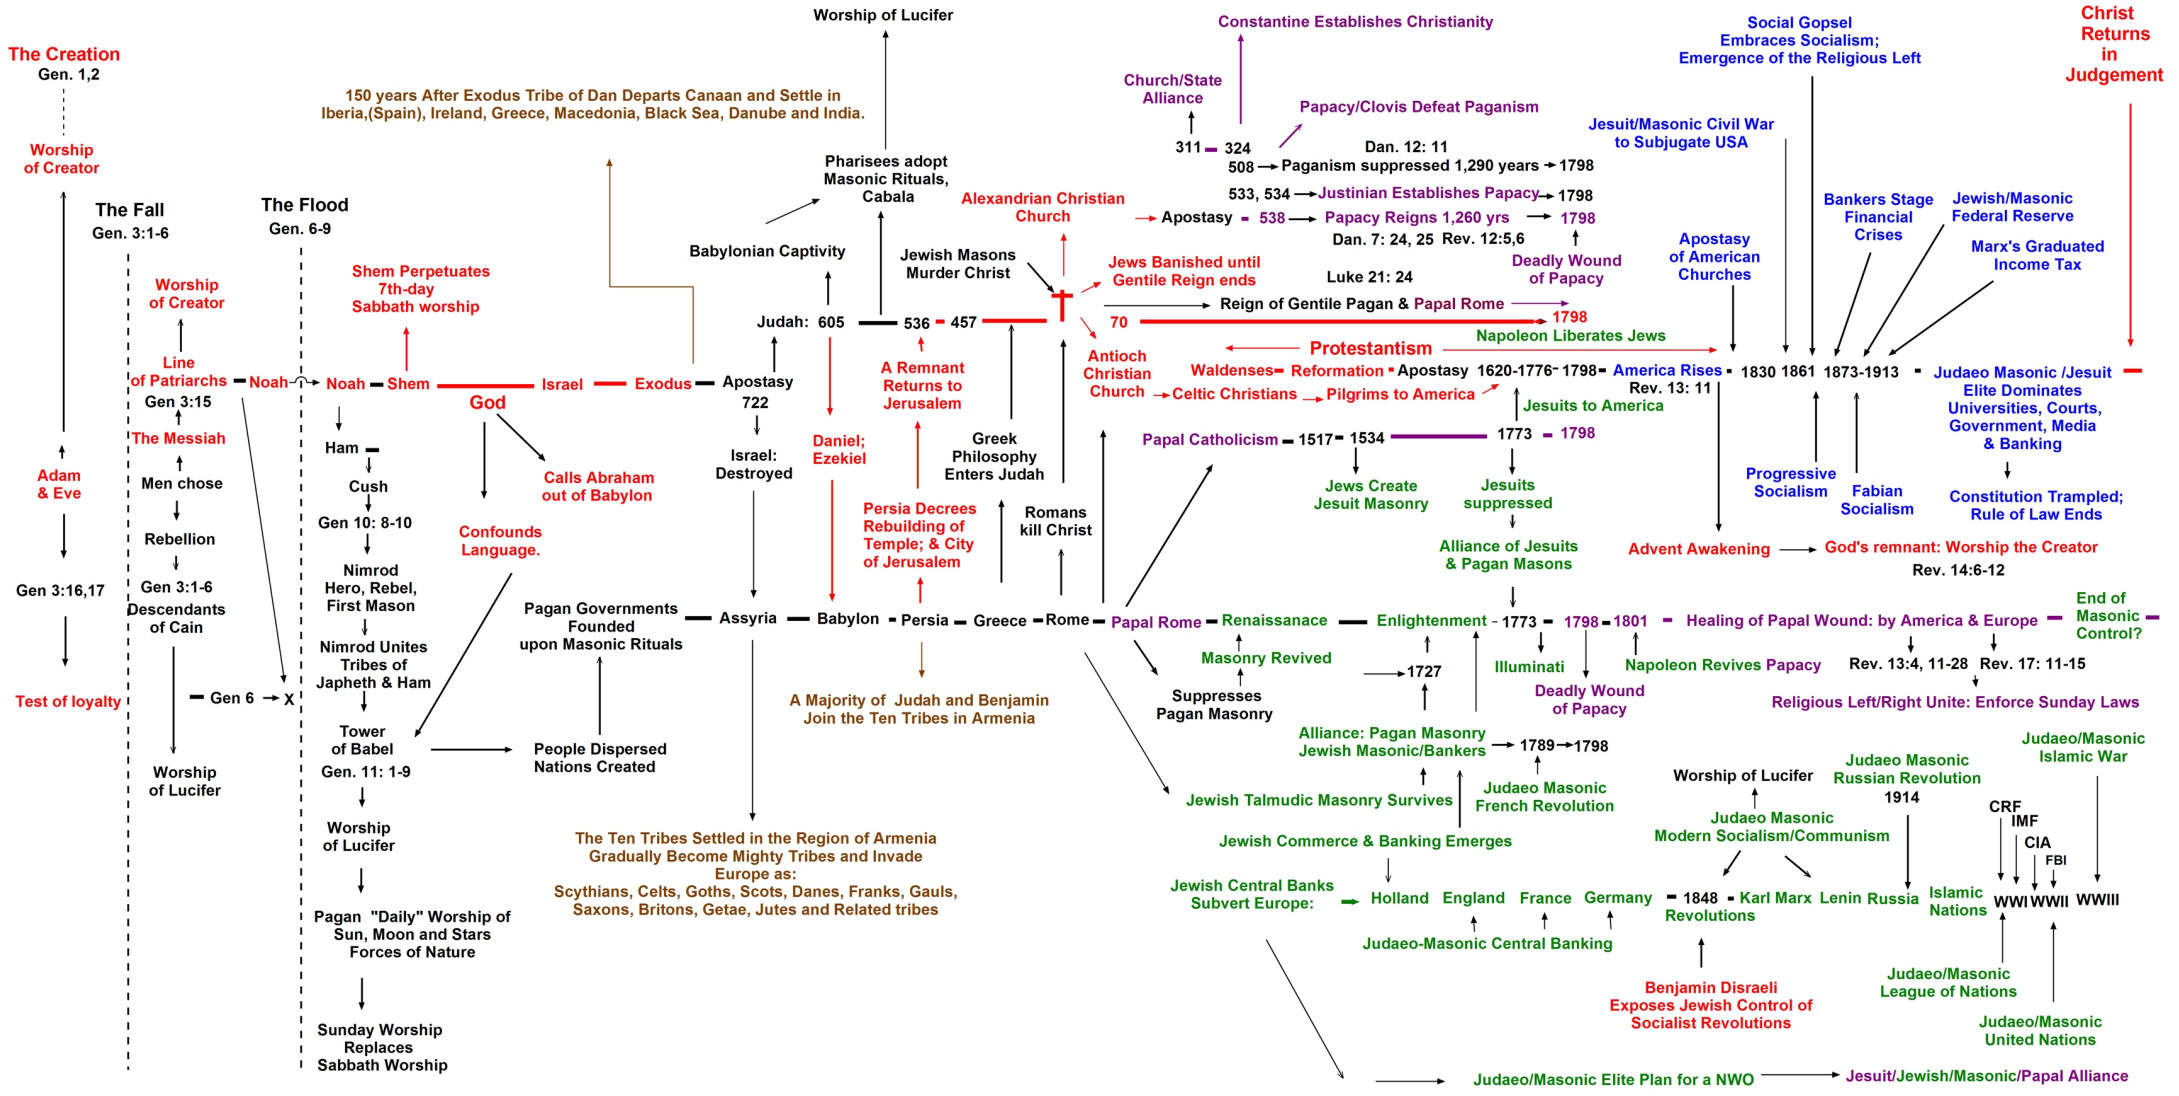 The Creation
Gen. 1,2
Worship
of Creator
Adam
& Eve
Gen 3:16,17
Test of loyalty
The Fall
Gen. 3:1-6
Worship
of Creator
Line
of Patriarchs
Gen 3:15
The Messiah
Men chose
Rebellion
Gen 3:1-6
Descendants
of Cain
Gen 6
X
Worship
of Lucifer
The Flood
Gen. 6-9
Noah
Noah
Shem
Israel
Exodus
Shem Perpetuates
7th-day
Sabbath worship
God
Calls Abraham
out of Babylon
Confounds
Language.
Ham
Cush
Gen 10: 8-10
Nimrod
Hero, Rebel,
First Mason
Nimrod Unites
Tribes of
Japheth & Ham
Tower
of Babel
Gen. 11: 1-9
Worship
of Lucifer
Pagan "Daily" Worship of
Sun, Moon and Stars
Forces of Nature
Sunday Worship
Replaces
Sabbath Worship
150 years After Exodus Tribe of Dan Departs Canaan and Settle in
Iberia,(Spain), Ireland, Greece, Macedonia, Black Sea, Danube and India.
People Dispersed
Nations Created
Pagan Governments
Founded
upon Masonic Rituals
Apostasy
722
Israel:
Destroyed
Assyria
The Ten Tribes Settled in the Region of Armenia
Gradually Become Mighty Tribes and Invade
Europe as:
Scythians, Celts, Goths, Scots, Danes, Franks, Gauls,
Saxons, Britons, Getae, Jutes and Related tribes
Worship of Lucifer
Pharisees adopt
Masonic Rituals,
Cabala
Babylonian Captivity
Judah: 605
536
457
Daniel;
Ezekiel
Babylon
A Remnant
Returns to
Jerusalem
Persia Decrees
Rebuilding of
Temple; & City
of Jerusalem
Persia
A Majority of Judah and Benjamin
Join the Ten Tribes in Armenia
Greek
Philosophy
Enters Judah
Greece
Jewish Masons
Murder Christ
Romans
kill Christ
Rome
Alexandrian Christian
Church
Apostasy
538
Papacy Reigns 1,260 yrs
1798
Dan. 7: 24, 25 Rev. 12:5,6
Jews Banished until
Gentile Reign ends
Constantine Establishes Christianity
Church/State
Alliance
311
324
Papacy/Clovis Defeat Paganism
Dan. 12: 11
508
Paganism suppressed 1,290 years
1798
533, 534
Justinian Establishes Papacy
1798
Deadly Wound
of Papacy
Luke 21: 24
Reign of Gentile Pagan & Papal Rome
70
1798
Napoleon Liberates Jews
Antioch
Christian
Church
Protestantism
Waldenses
Reformation
Apostasy
1620-1776
1798
America Rises
Rev. 13: 11
Celtic Christians
Pilgrims to America
Jesuits to America
Papal Catholicism
1517
1534
1773
1798
Jews Create
Jesuit Masonry
Jesuits
suppressed
Alliance of Jesuits
& Pagan Masons
Papal Rome
Renaissanace
Enlightenment
1773
1798
1801
Healing of Papal Wound: by America & Europe
End of
Masonic
Control?
Masonry Revived
Suppresses
Pagan Masonry
1727
Illuminati
Deadly Wound
of Papacy
Napoleon Revives Papacy
Rev. 13:4, 11-28
Rev. 17: 11-15
Religious Left/Right Unite: Enforce Sunday Laws
Alliance: Pagan Masonry
Jewish Masonic/Bankers
1789
1798
Judaeo Masonic
French Revolution
Jewish Talmudic Masonry Survives
Jewish Commerce & Banking Emerges
Jewish Central Banks
Subvert Europe:
Holland
England
France
Germany
1848
Revolutions
Karl Marx
Lenin
Russia
Islamic
Nations
WWI
WWII
WWIII
Judaeo-Masonic Central Banking
Worship of Lucifer
Judaeo Masonic
Modern Socialism/Communism
Judaeo Masonic
Russian Revolution
1914
Judaeo/Masonic
Islamic War
CRF
IMF
CIA
FBI
Benjamin Disraeli
Exposes Jewish Control of
Socialist Revolutions
Judaeo/Masonic
League of Nations
Judaeo/Masonic
United Nations
Judaeo/Masonic Elite Plan for a NWO
Jesuit/Jewish/Masonic/Papal Alliance
Social Gopsel
Embraces Socialism;
Emergence of the Religious Left
Jesuit/Masonic Civil War
to Subjugate USA
Apostasy
of American
Churches
Bankers Stage
Financial
Crises
Jewish/Masonic
Federal Reserve
Marx's Graduated
Income Tax
1830
1861
1873-1913
Progressive
Socialism
Fabian
Socialism
Judaeo Masonic /Jesuit
Elite Dominates
Universities, Courts,
Government, Media
& Banking
Constitution Trampled;
Rule of Law Ends
Advent Awakening
God's remnant: Worship the Creator
Rev. 14:6-12
Christ
Returns
in
Judgement